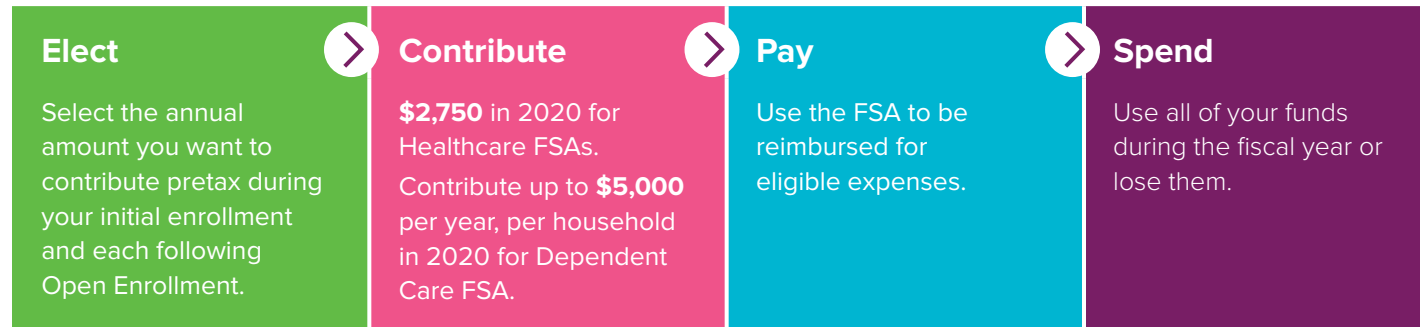 Elect
Select the annual
amount you want to
contribute pretax during
your initial enrollment
and each following
Open Enrollment.
Contribute
$2,750 in 2020 for
Healthcare FSAs.
Contribute up to $5,000
per year, per household
in 2020 for Dependent
Care FSA.
Pay
Use the FSA to be
reimbursed for
eligible expenses.
Spend
Use all of your funds
during the fiscal year or
lose them.